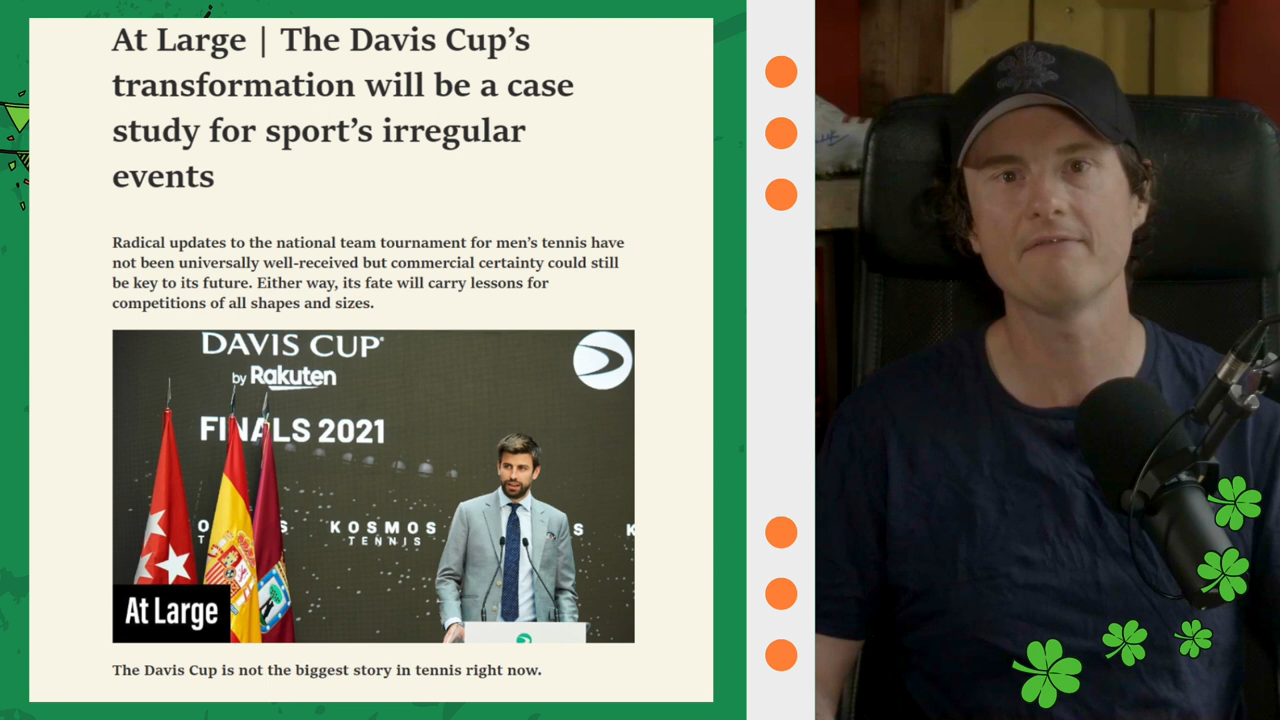 At Large | The Davis Cup’s
transformation will be a case
study for sport’s irregular
events
Radical updates to the national team tournament for men’s tennis have
not been universally well-received but commercial certainty could still
be key to its future. Either way, its fate will carry lessons for
competitions of all shapes and sizes.
DAVIS CUP
by Rakuten
FINALS 2021
KOSMOS
TENNIS
At Large
The Davis Cup is not the biggest story in tennis right now.